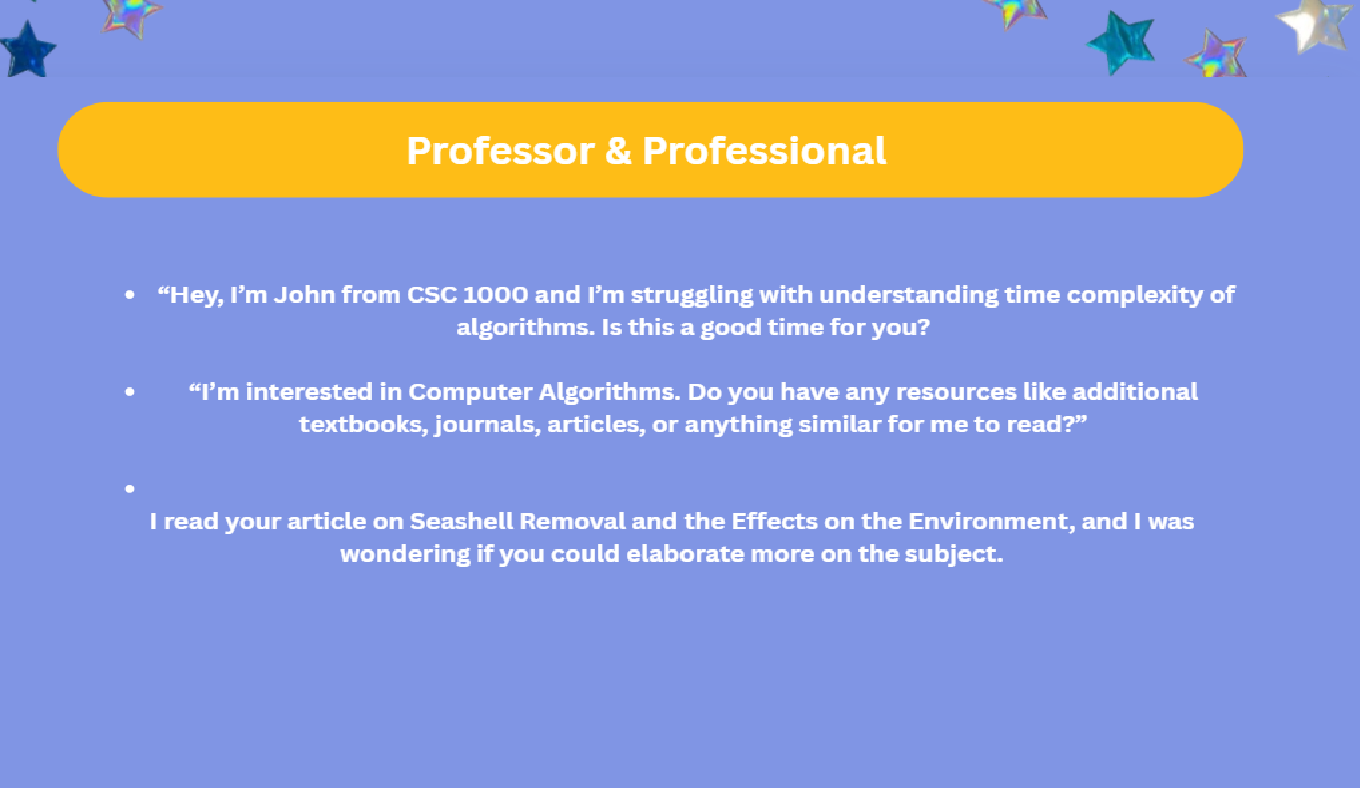 Professor & Professional
• “Hey, I’m John from CSC 1000 and I’m struggling with understanding time complexity of
algorithms. Is this a good time for you?
• “I’m interested in Computer Algorithms. Do you have any resources like additional
textbooks, journals, articles, or anything similar for me to read?”
•
I read your article on Seashell Removal and the Effects on the Environment, and I was
wondering if you could elaborate more on the subject.